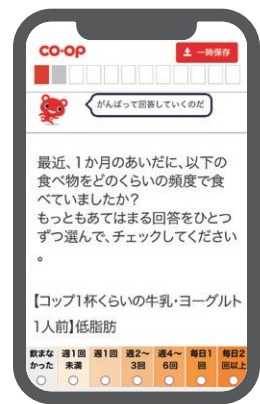 co·op
一時保存
がんばって回答していくのだ
最近、1か月のあいだに、以下の
食べ物をどのくらいの頻度で食
べていましたか?
もっともあてはまる回答をひとつ
ずつ選んで、チェックしてください
。
【コップ1杯くらいの牛乳・ヨーグルト
1人前】低脂肪
飲まな 週1回 週1回 週2〜 週4〜 毎日1 毎日2
かった 未満 3回 6回 回 回以上